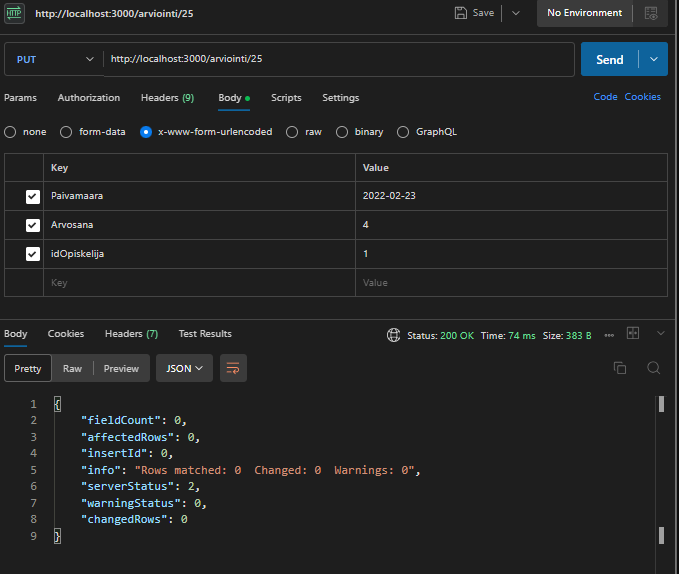 HTTP http://localhost:3000/arviointi/25 Save No Environment
PUT http://localhost:3000/arviointi/25 Send
Params Authorization Headers (9) Body Scripts Settings Code Cookies
none form-data x-www-form-urlencoded raw binary GraphQL
Key Value
Paivamaara 2022-02-23
Arvosana 4
idOpiskelija 1
Key Value
Body Cookies Headers (7) Test Results Status: 200 OK Time: 74 ms Size: 383 B
Pretty Raw Preview JSON
1 {
2 "fieldCount": 0,
3 "affectedRows": 0,
4 "insertId": 0,
5 "info": "Rows matched: 0  Changed: 0  Warnings: 0",
6 "serverStatus": 2,
7 "warningStatus": 0,
8 "changedRows": 0
9 }